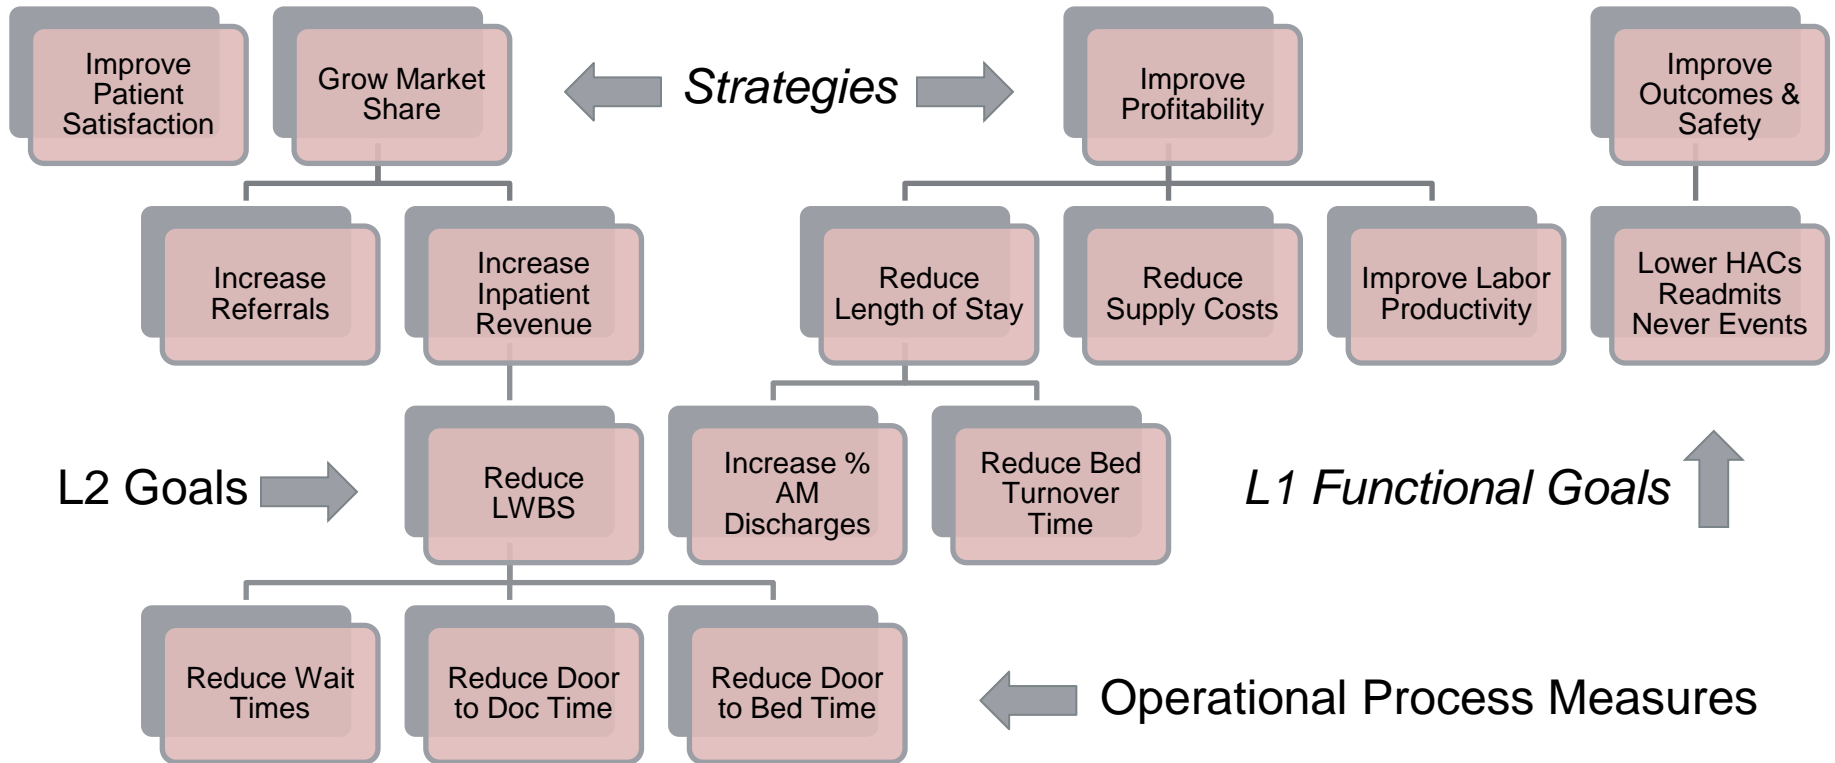 Improve
Patient
Satisfaction
Grow Market
Share
Strategies
Improve
Profitability
Improve
Outcomes &
Safety
Increase
Referrals
Increase
Inpatient
Revenue
Reduce
Length of Stay
Reduce
Supply Costs
Improve Labor
Productivity
Lower HACs
Readmits
Never Events
L2 Goals
Reduce
LWBS
Increase %
AM
Discharges
Reduce Bed
Turnover
Time
L1 Functional Goals
Reduce Wait
Times
Reduce Door
to Doc Time
Reduce Door
to Bed Time
Operational Process Measures